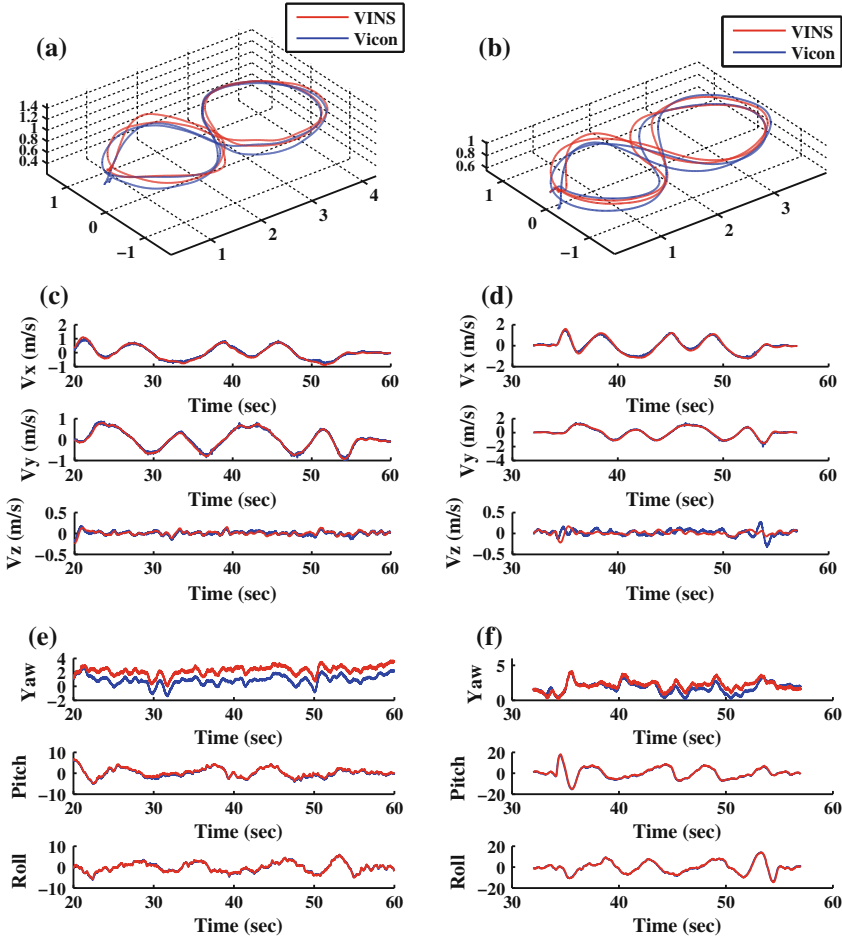 (a)
VINS
Vicon
1.4
1.2
1
0.8
0.6
0.4
1
0
−1
1
2
3
4
(b)
VINS
Vicon
1
0.8
0.6
1
0
−1
1
2
3
(c)
Vx (m/s)
2
1
0
−1
20 30 40 50 60
Time (sec)
Vy (m/s)
1
0
−1
20 30 40 50 60
Time (sec)
Vz (m/s)
0.5
0
−0.5
20 30 40 50 60
Time (sec)
(d)
Vx (m/s)
2
0
−2
30 40 50 60
Time (sec)
Vy (m/s)
2
0
−2
−4
30 40 50 60
Time (sec)
Vz (m/s)
0.5
0
−0.5
30 40 50 60
Time (sec)
(e)
Yaw
4
2
0
−2
20 30 40 50 60
Time (sec)
Pitch
10
0
−10
20 30 40 50 60
Time (sec)
Roll
10
0
−10
20 30 40 50 60
Time (sec)
(f)
Yaw
5
0
30 40 50 60
Time (sec)
Pitch
20
0
−20
30 40 50 60
Time (sec)
Roll
20
0
−20
30 40 50 60
Time (sec)